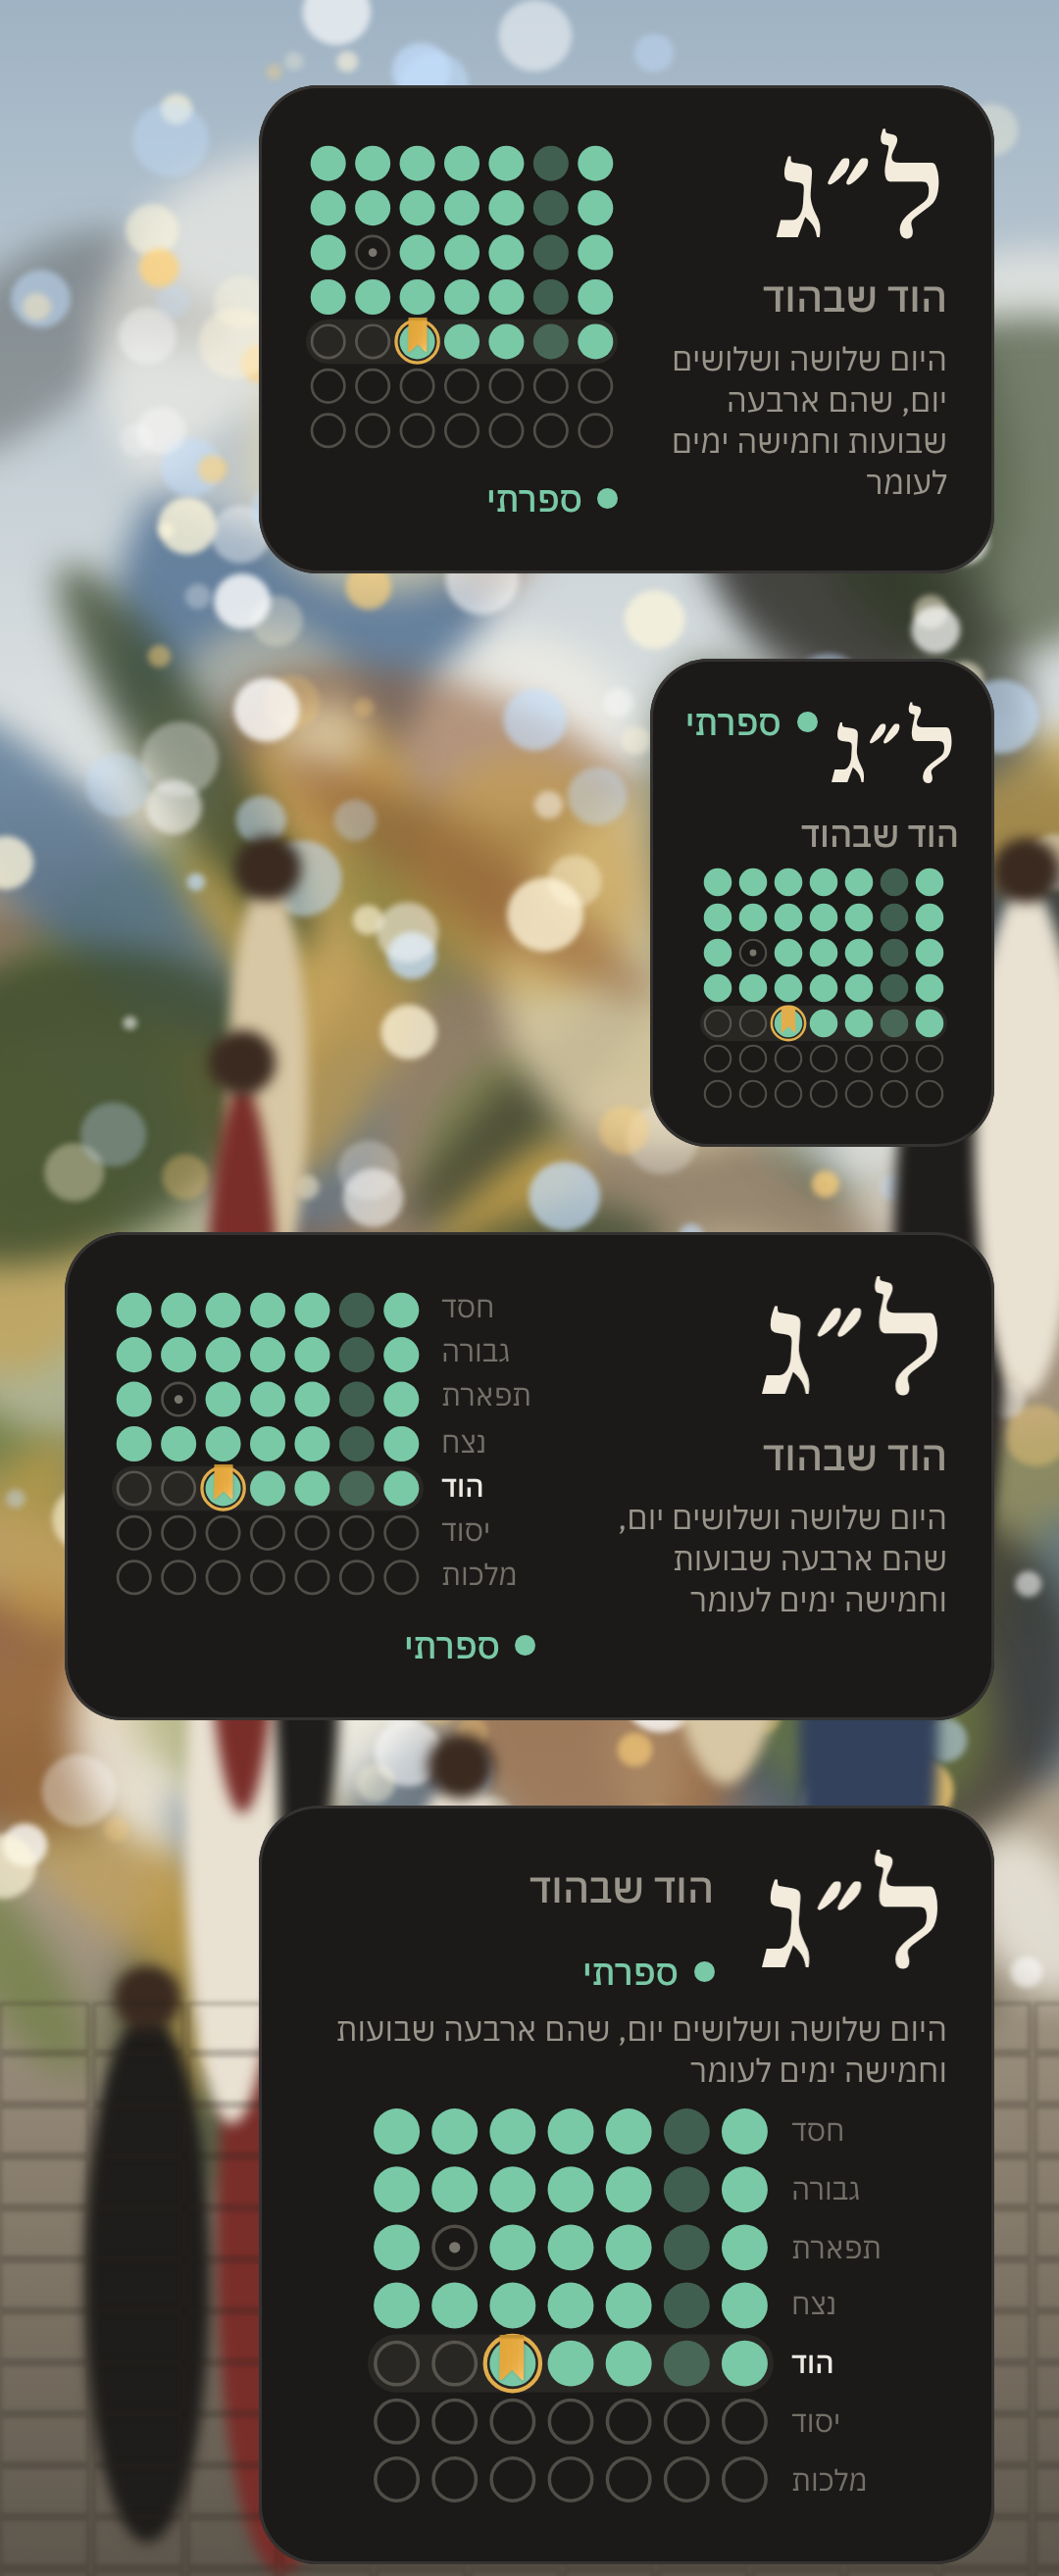 ל״ג
הוד שבהוד
היום שלושה ושלושים
יום, שהם ארבעה
שבועות וחמישה ימים
לעומר
ספרתי
ל״ג
ספרתי
הוד שבהוד
ל״ג
הוד שבהוד
היום שלושה ושלושים יום,
שהם ארבעה שבועות
וחמישה ימים לעומר
חסד
גבורה
תפארת
נצח
הוד
יסוד
מלכות
ספרתי
ל״ג
הוד שבהוד
ספרתי
היום שלושה ושלושים יום, שהם ארבעה שבועות
וחמישה ימים לעומר
חסד
גבורה
תפארת
נצח
הוד
יסוד
מלכות